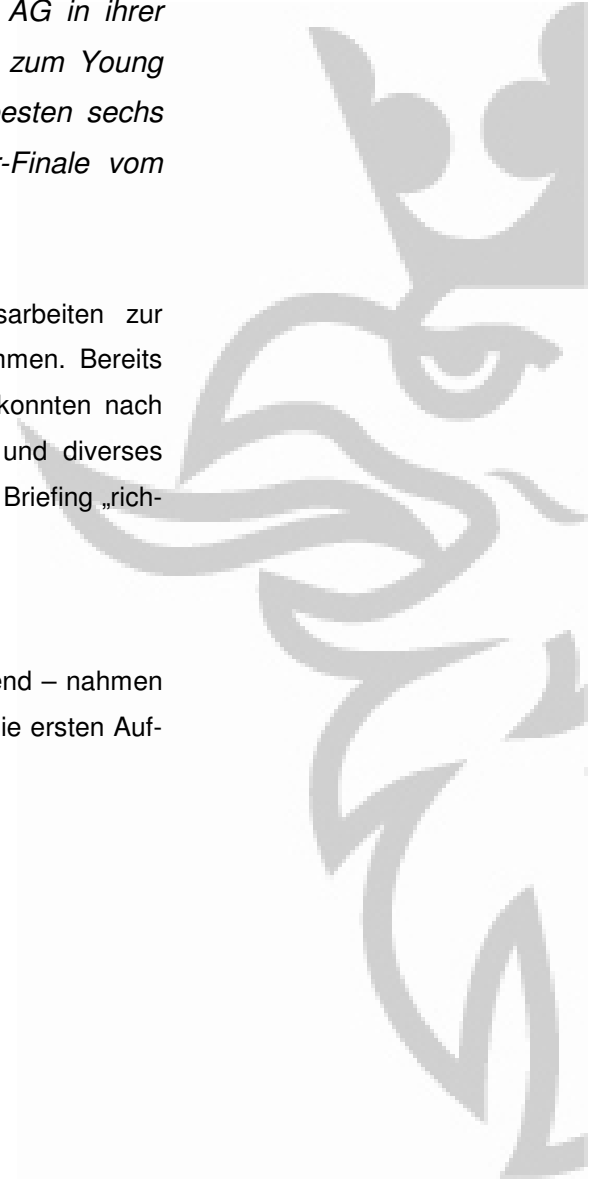 AG in ihrer
zum Young
esten sechs
-Finale vom
sarbeiten zur
mmen. Bereits
konnten nach
und diverses
Briefing „rich-
end – nahmen
ie ersten Auf-